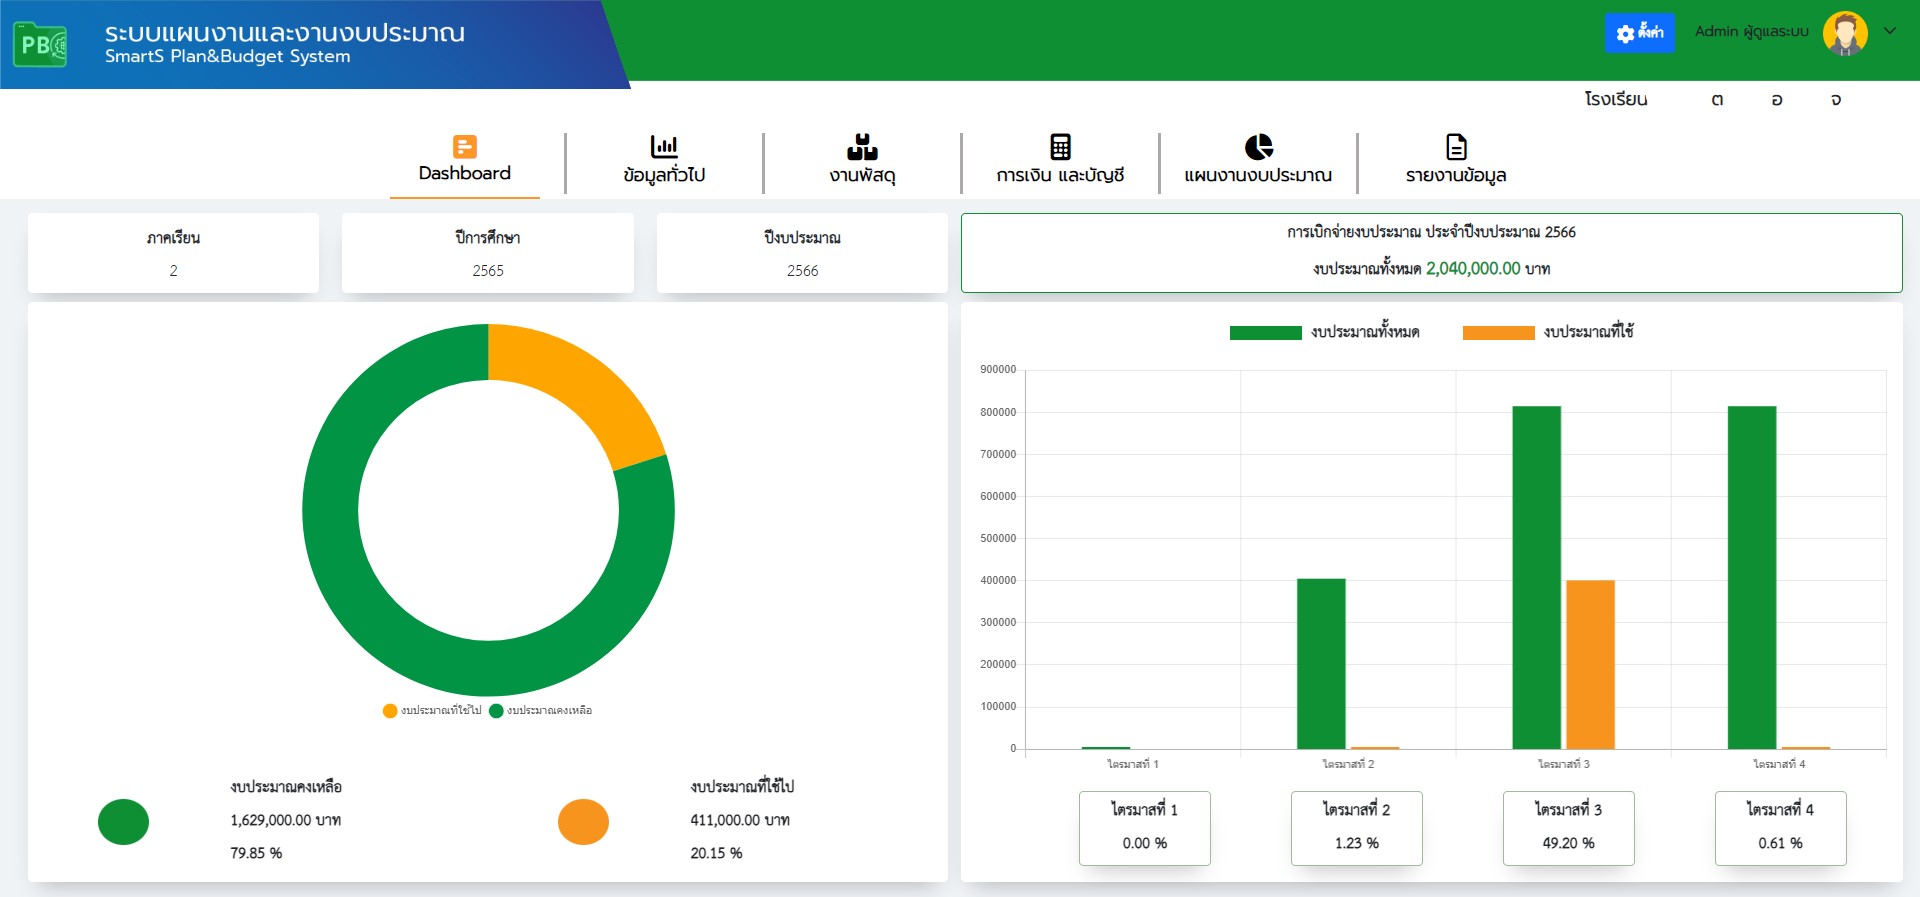 PB
ระบบแผนงานและงานงบประมาณ
SmartS Plan&Budget System
ตั้งค่า
Admin ผู้ดูแลระบบ
โรงเรียน ต อ จ
Dashboard
ข้อมูลทั่วไป
งานพัสดุ
การเงิน และบัญชี
แผนงานงบประมาณ
รายงานข้อมูล
ภาคเรียน
2
ปีการศึกษา
2565
ปีงบประมาณ
2566
การเบิกจ่ายงบประมาณ ประจำปีงบประมาณ 2566
งบประมาณทั้งหมด 2,040,000.00 บาท
งบประมาณที่ใช้ไป งบประมาณคงเหลือ
งบประมาณคงเหลือ
1,629,000.00 บาท
79.85 %
งบประมาณที่ใช้ไป
411,000.00 บาท
20.15 %
งบประมาณทั้งหมด งบประมาณที่ใช้
900000
800000
700000
600000
500000
400000
300000
200000
100000
0
ไตรมาสที่ 1 ไตรมาสที่ 2 ไตรมาสที่ 3 ไตรมาสที่ 4
ไตรมาสที่ 1
0.00 %
ไตรมาสที่ 2
1.23 %
ไตรมาสที่ 3
49.20 %
ไตรมาสที่ 4
0.61 %